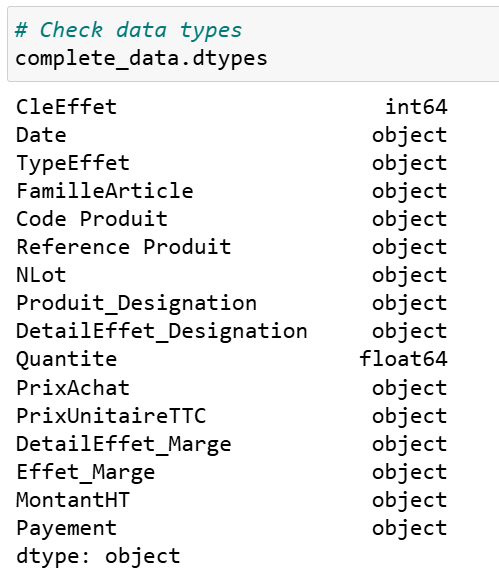 # Check data types
complete_data.dtypes
CleEffet int64
Date object
TypeEffet object
FamilleArticle object
Code Produit object
Reference Produit object
NLot object
Produit_Designation object
DetailEffet_Designation object
Quantite float64
PrixAchat object
PrixUnitaireTTC object
DetailEffet_Marge object
Effet_Marge object
MontantHT object
Payement object
dtype: object